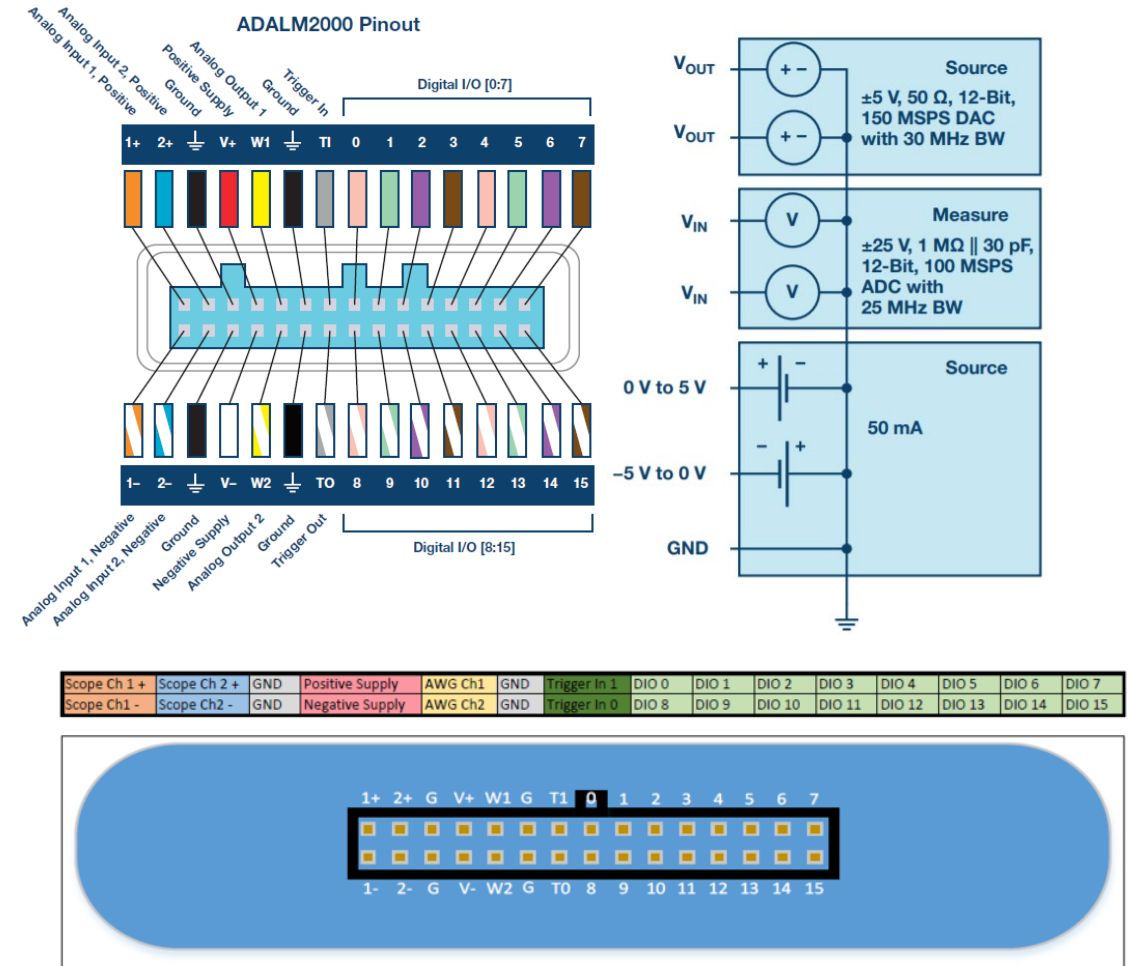 ADALM2000 Pinout
Analog Input 1, Positive
Analog Input 2, Positive
Ground
Positive Supply
Analog Output 1
Ground
Trigger In
Digital I/O [0:7]
1+ 2+ V+ W1 TI 0 1 2 3 4 5 6 7
1– 2– V– W2 TO 8 9 10 11 12 13 14 15
Analog Input 1, Negative
Analog Input 2, Negative
Ground
Negative Supply
Analog Output 2
Ground
Trigger Out
Digital I/O [8:15]
VOUT
+ –
Source
±5 V, 50 Ω, 12-Bit,
150 MSPS DAC
with 30 MHz BW
VOUT
+ –
VIN
V
Measure
±25 V, 1 MΩ || 30 pF,
12-Bit, 100 MSPS
ADC with
25 MHz BW
VIN
V
Source
+ –
0 V to 5 V
50 mA
– +
–5 V to 0 V
GND
Scope Ch 1 + Scope Ch 2 + GND Positive Supply AWG Ch1 GND Trigger In 1 DIO 0 DIO 1 DIO 2 DIO 3 DIO 4 DIO 5 DIO 6 DIO 7
Scope Ch1 - Scope Ch2 - GND Negative Supply AWG Ch2 GND Trigger In 0 DIO 8 DIO 9 DIO 10 DIO 11 DIO 12 DIO 13 DIO 14 DIO 15
1+ 2+ G V+ W1 G T1 0 1 2 3 4 5 6 7
1- 2- G V- W2 G T0 8 9 10 11 12 13 14 15